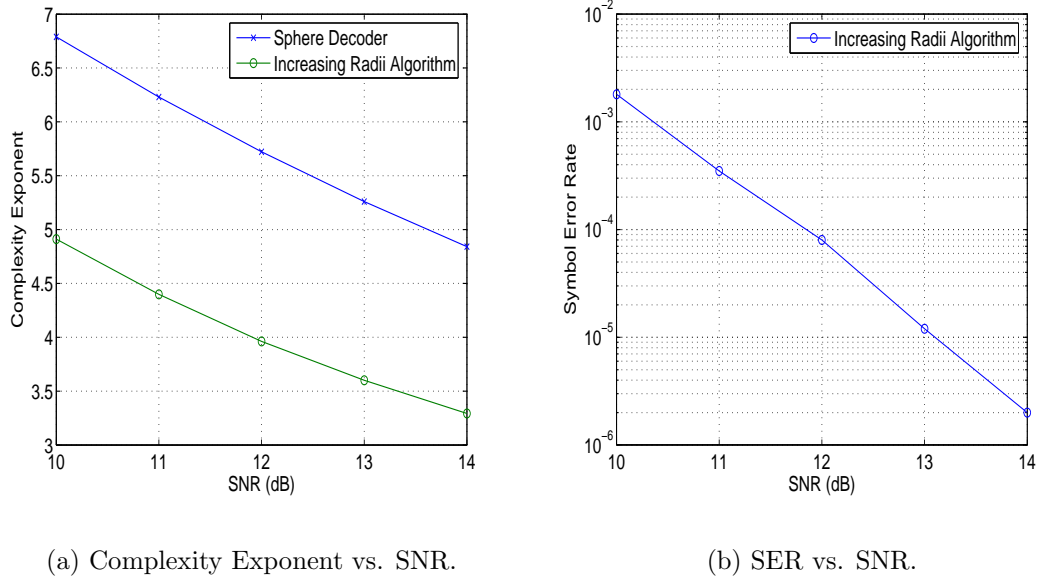 7
6.5
6
5.5
5
4.5
4
3.5
3
10 11 12 13 14
SNR (dB)
Complexity Exponent
Sphere Decoder
Increasing Radii Algorithm
(a) Complexity Exponent vs. SNR.
10⁻²
10⁻³
10⁻⁴
10⁻⁵
10⁻⁶
10 11 12 13 14
SNR (dB)
Symbol Error Rate
Increasing Radii Algorithm
(b) SER vs. SNR.